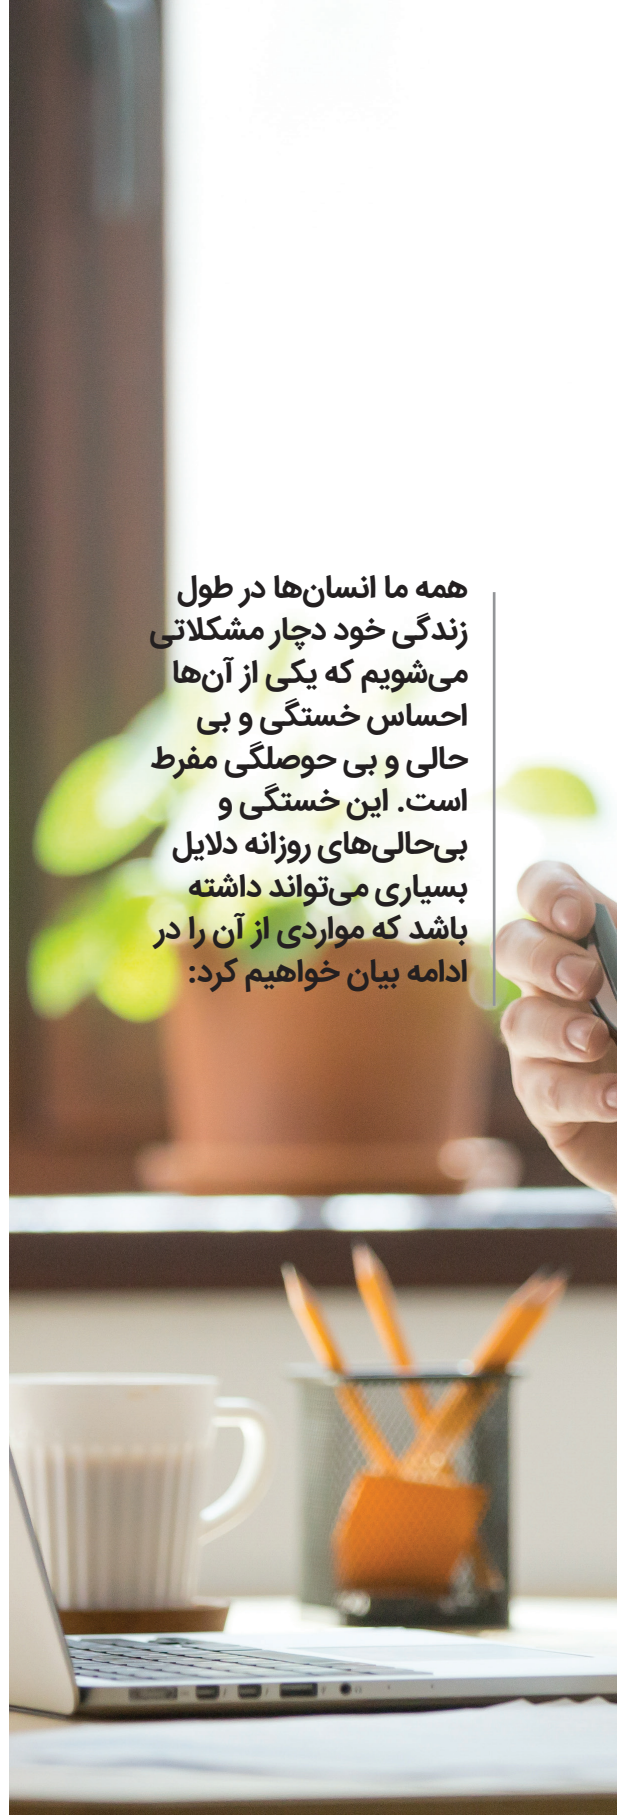 همه ما انسان‌ها در طول
زندگی خود دچار مشکلاتی
می‌شویم که یکی از آن‌ها
احساس خستگی و بی
حالی و بی حوصلگی مفرط
است. این خستگی و
بی‌حالی‌های روزانه دلایل
بسیاری می‌تواند داشته
باشد که مواردی از آن را در
ادامه بیان خواهیم کرد: